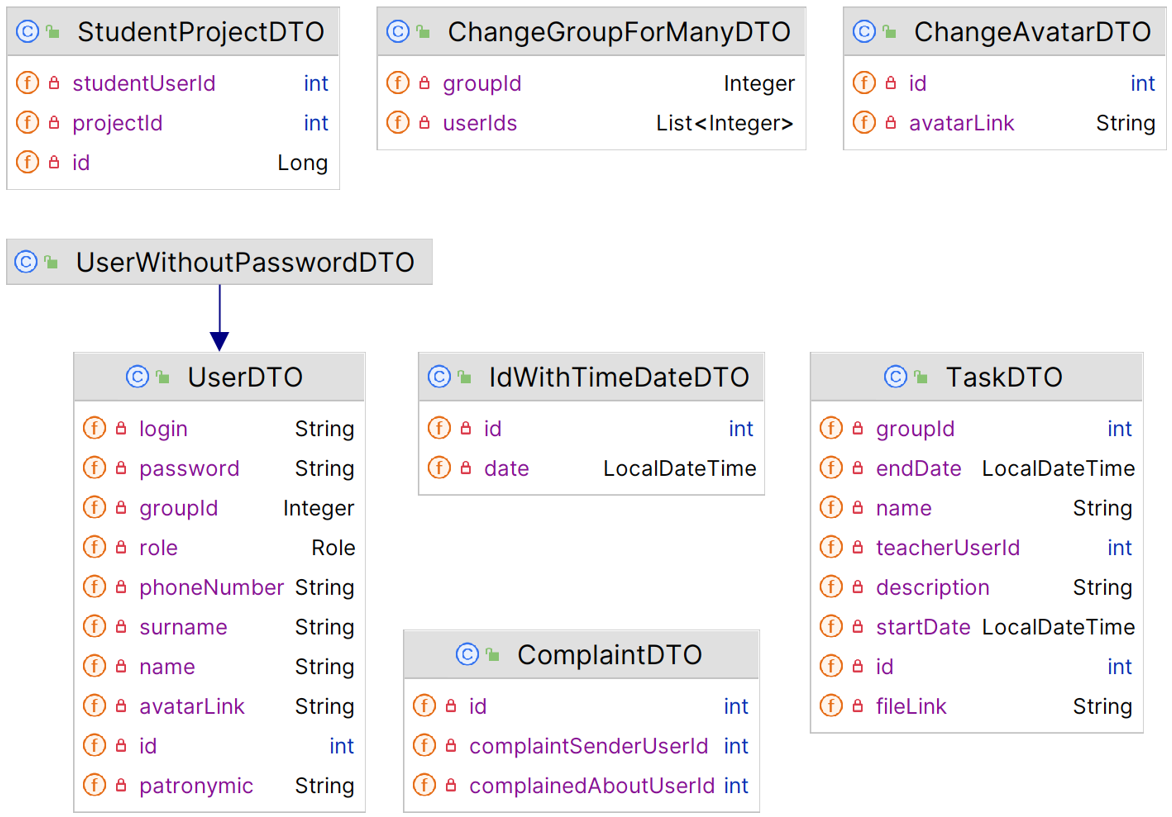 StudentProjectDTO
studentUserId int
projectId int
id Long
ChangeGroupForManyDTO
groupId Integer
userIds List<Integer>
ChangeAvatarDTO
id int
avatarLink String
UserWithoutPasswordDTO
UserDTO
login String
password String
groupId Integer
role Role
phoneNumber String
surname String
name String
avatarLink String
id int
patronymic String
IdWithTimeDateDTO
id int
date LocalDateTime
ComplaintDTO
id int
complaintSenderUserId int
complainedAboutUserId int
TaskDTO
groupId int
endDate LocalDateTime
name String
teacherUserId int
description String
startDate LocalDateTime
id int
fileLink String